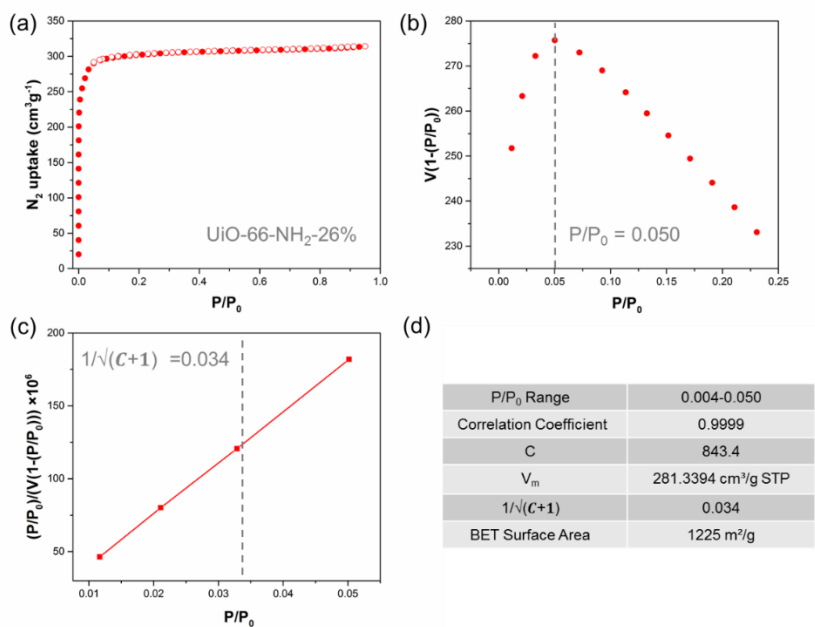 (a)
N₂ uptake (cm³g⁻¹)
350
300
250
200
150
100
50
0
0.0 0.2 0.4 0.6 0.8 1.0
P/P₀
UiO-66-NH₂-26%
(b)
V(1-(P/P₀))
280
270
260
250
240
230
0.00 0.05 0.10 0.15 0.20 0.25
P/P₀
P/P₀ = 0.050
(c)
(P/P₀)/(V(1-(P/P₀))) ×10⁶
200
150
100
50
0.01 0.02 0.03 0.04 0.05
P/P₀
1/√(C+1) =0.034
(d)
P/P₀ Range 0.004-0.050
Correlation Coefficient 0.9999
C 843.4
Vₘ 281.3394 cm³/g STP
1/√(C+1) 0.034
BET Surface Area 1225 m²/g